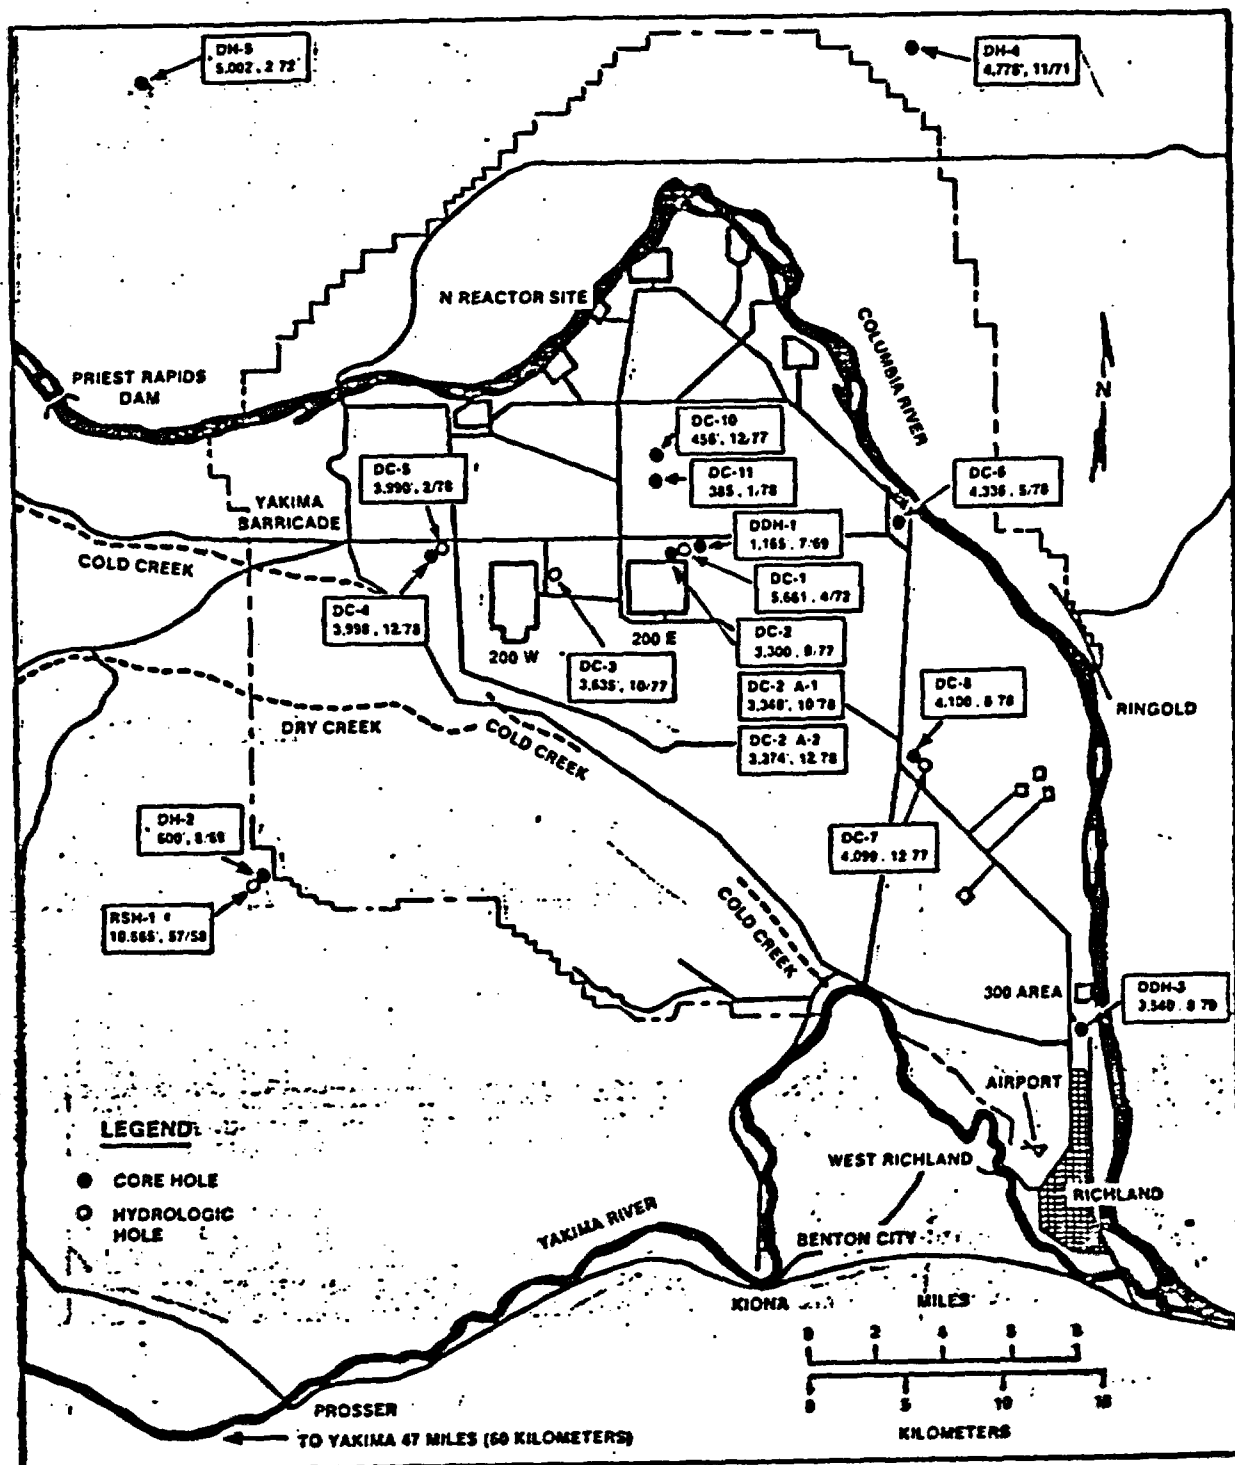 DH-5
5,002', 2 72'
DH-4
4,775', 11/71
N REACTOR SITE
PRIEST RAPIDS
DAM
COLUMBIA RIVER
N
DC-10
456', 12/77
DC-11
385', 1/78
DC-5
3,990', 2/78
DC-6
4,336, 5/78
YAKIMA
BARRICADE
DDH-1
1,165' 7/69
COLD CREEK
DC-1
5,661, 4/72
DC-4
3,998, 12.78
DC-2
3,300, 9/77
200 W
200 E
DC-3
3,635', 10/77
DC-2 A-1
3,348', 10 78
DC-8
4,100, 6 78
RINGOLD
DRY CREEK
COLD CREEK
DC-2 A-2
3,374', 12.78
DH-2
600',
DC-7
4,099, 12 77
RSH-1
10,665', 57/58
COLD CREEK
300 AREA
DDH-3
3,540', 8 79
AIRPORT
LEGEND
CORE HOLE
HYDROLOGIC
HOLE
WEST RICHLAND
RICHLAND
YAKIMA RIVER
BENTON CITY
KIONA
MILES
0 2 4 6 8
0 5 10 15
KILOMETERS
PROSSER
TO YAKIMA 47 MILES (60 KILOMETERS)